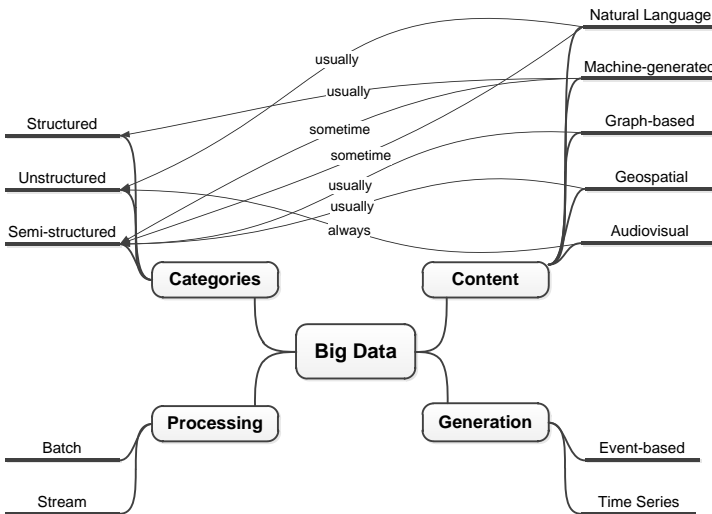 Natural Language
usually
Machine-generated
usually
Structured
Graph-based
sometime
sometime
Unstructured
Geospatial
usually
usually
Semi-structured
always
Audiovisual
Categories
Content
Big Data
Processing
Generation
Batch
Event-based
Stream
Time Series